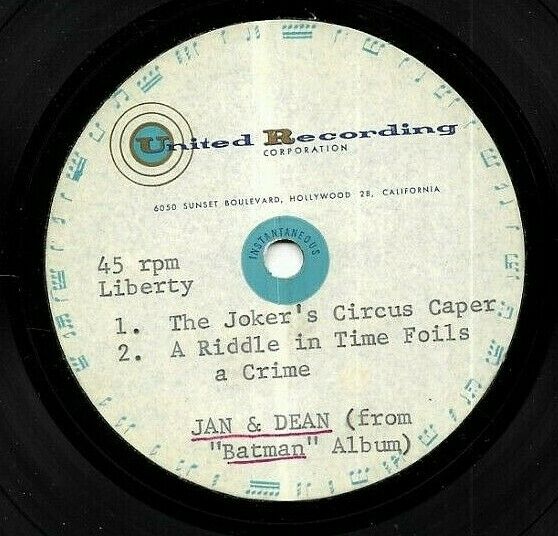 United Recording
CORPORATION
6050 SUNSET BOULEVARD, HOLLYWOOD 28, CALIFORNIA
INSTANTANEOUS
45 rpm
Liberty
1. The Joker's Circus Caper
2. A Riddle in Time Foils
a Crime
JAN & DEAN (from
"Batman" Album)